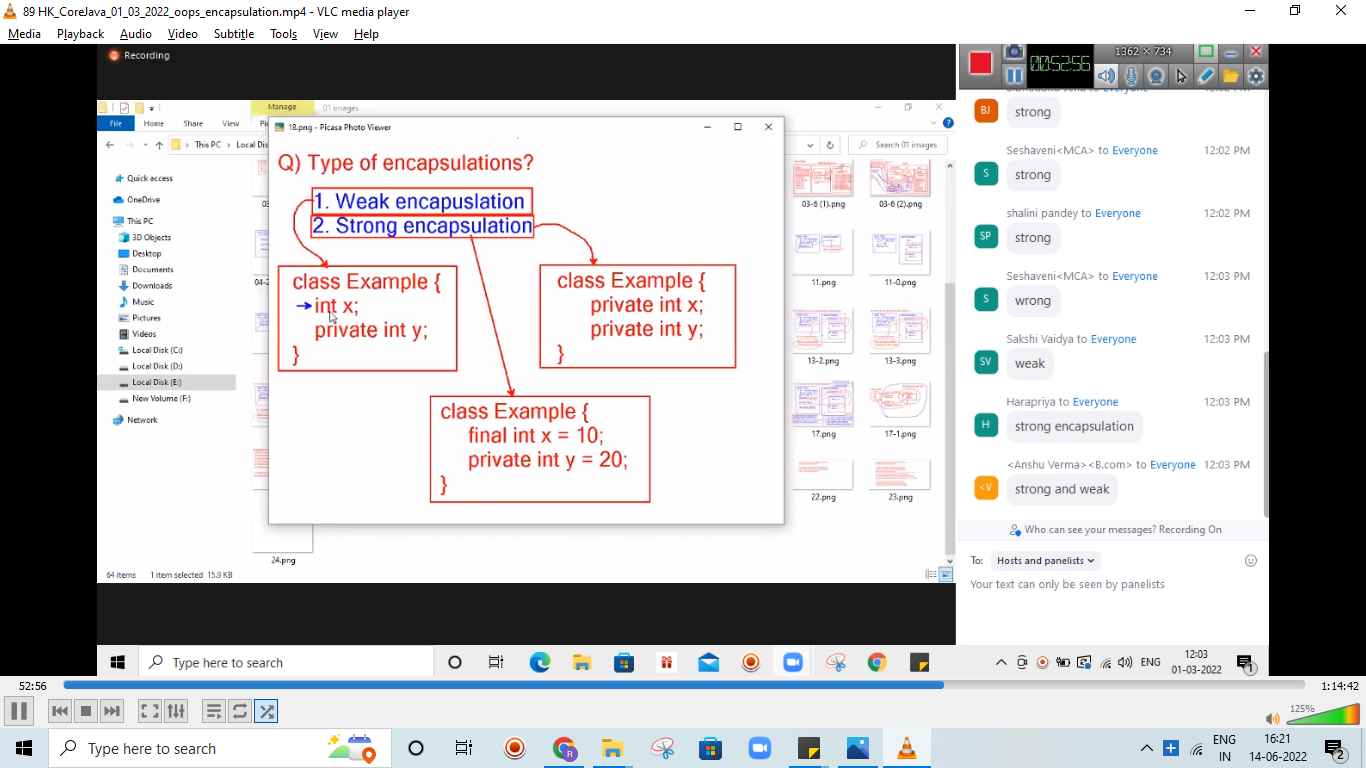 89 HK_CoreJava_01_03_2022_oops_encapsulation.mp4 - VLC media player
Media Playback Audio Video Subtitle Tools View Help
Recording
Manage 01 images
File Home Share View
This PC Local Dis
Search 01 images
Quick access
OneDrive
This PC
3D Objects
Desktop
Documents
Downloads
Music
Pictures
Videos
Local Disk (C:)
Local Disk (D:)
Local Disk (E:)
New Volume (F:)
Network
18.png - Picasa Photo Viewer
Q) Type of encapsulations?
1. Weak encapuslation
2. Strong encapsulation
class Example {
int x;
private int y;
}
class Example {
private int x;
private int y;
}
class Example {
final int x = 10;
private int y = 20;
}
03-6 (1).png 03-6 (2).png
11.png 11-0.png
13-2.png 13-3.png
17.png 17-1.png
22.png 23.png
24.png
64 items 1 item selected 15.9 KB
1362 × 734
00:52:56
to Everyone 12:02 PM
BJ strong
Seshaveni<MCA> to Everyone 12:02 PM
S strong
shalini pandey to Everyone 12:02 PM
SP strong
Seshaveni<MCA> to Everyone 12:03 PM
S wrong
Sakshi Vaidya to Everyone 12:03 PM
SV weak
Harapriya to Everyone 12:03 PM
H strong encapsulation
<Anshu Verma><B.com> to Everyone 12:03 PM
<V strong and weak
Who can see your messages? Recording On
To: Hosts and panelists
Your text can only be seen by panelists
Type here to search
ENG 12:03
01-03-2022
1
52:56 1:14:42
125%
Type here to search
ENG 16:21
IN 14-06-2022
2